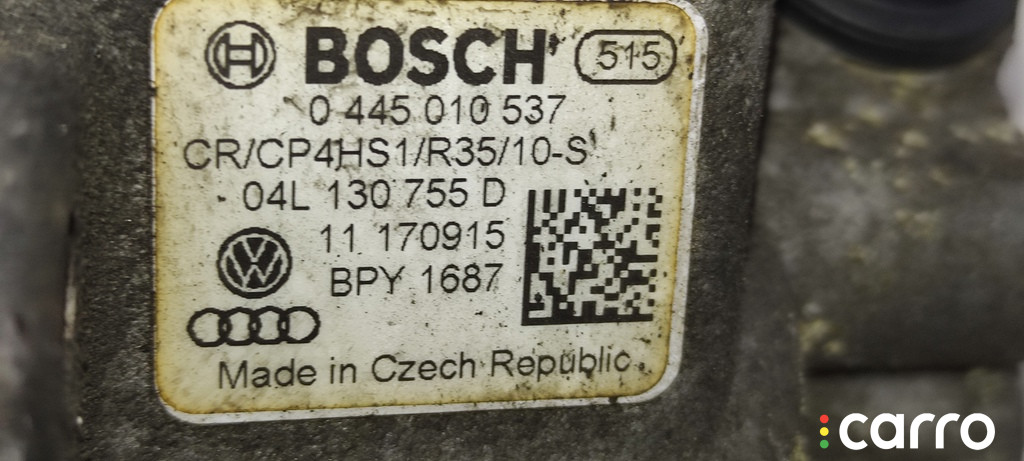 BOSCH 515
0 445 010 537
CR/CP4HS1/R35/10-S
04L 130 755 D
11 170915
BPY 1687
Made in Czech Republic
carro